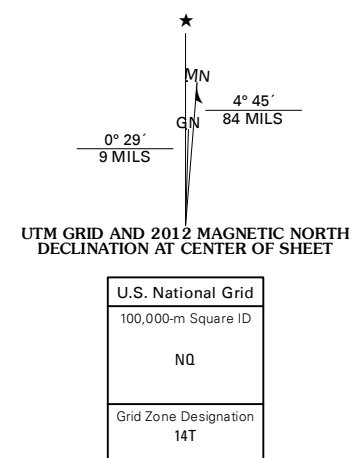 ★
MN
4° 45´
84 MILS
GN
0° 29´
9 MILS
UTM GRID AND 2012 MAGNETIC NORTH
DECLINATION AT CENTER OF SHEET
U.S. National Grid
100,000-m Square ID
NQ
Grid Zone Designation
14T